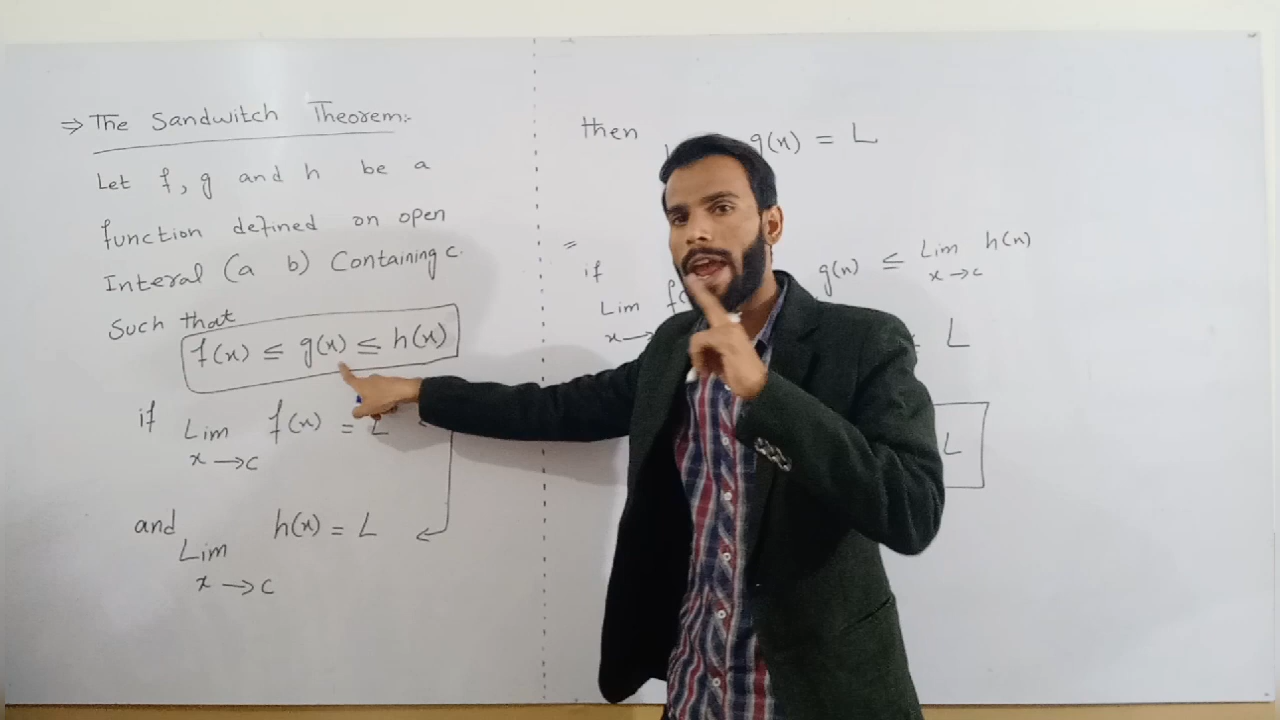 ⇒ The Sandwitch Theorem:-
Let f, g and h be a
function defined on open
Interal (a b) Containing c.
Such that
f(x) ≤ g(x) ≤ h(x)
if Lim f(x) = L
x → c
and Lim h(x) = L
x → c
then g(x) = L
=
if
Lim g(x) ≤ Lim h(x)
x → x → c
L
L